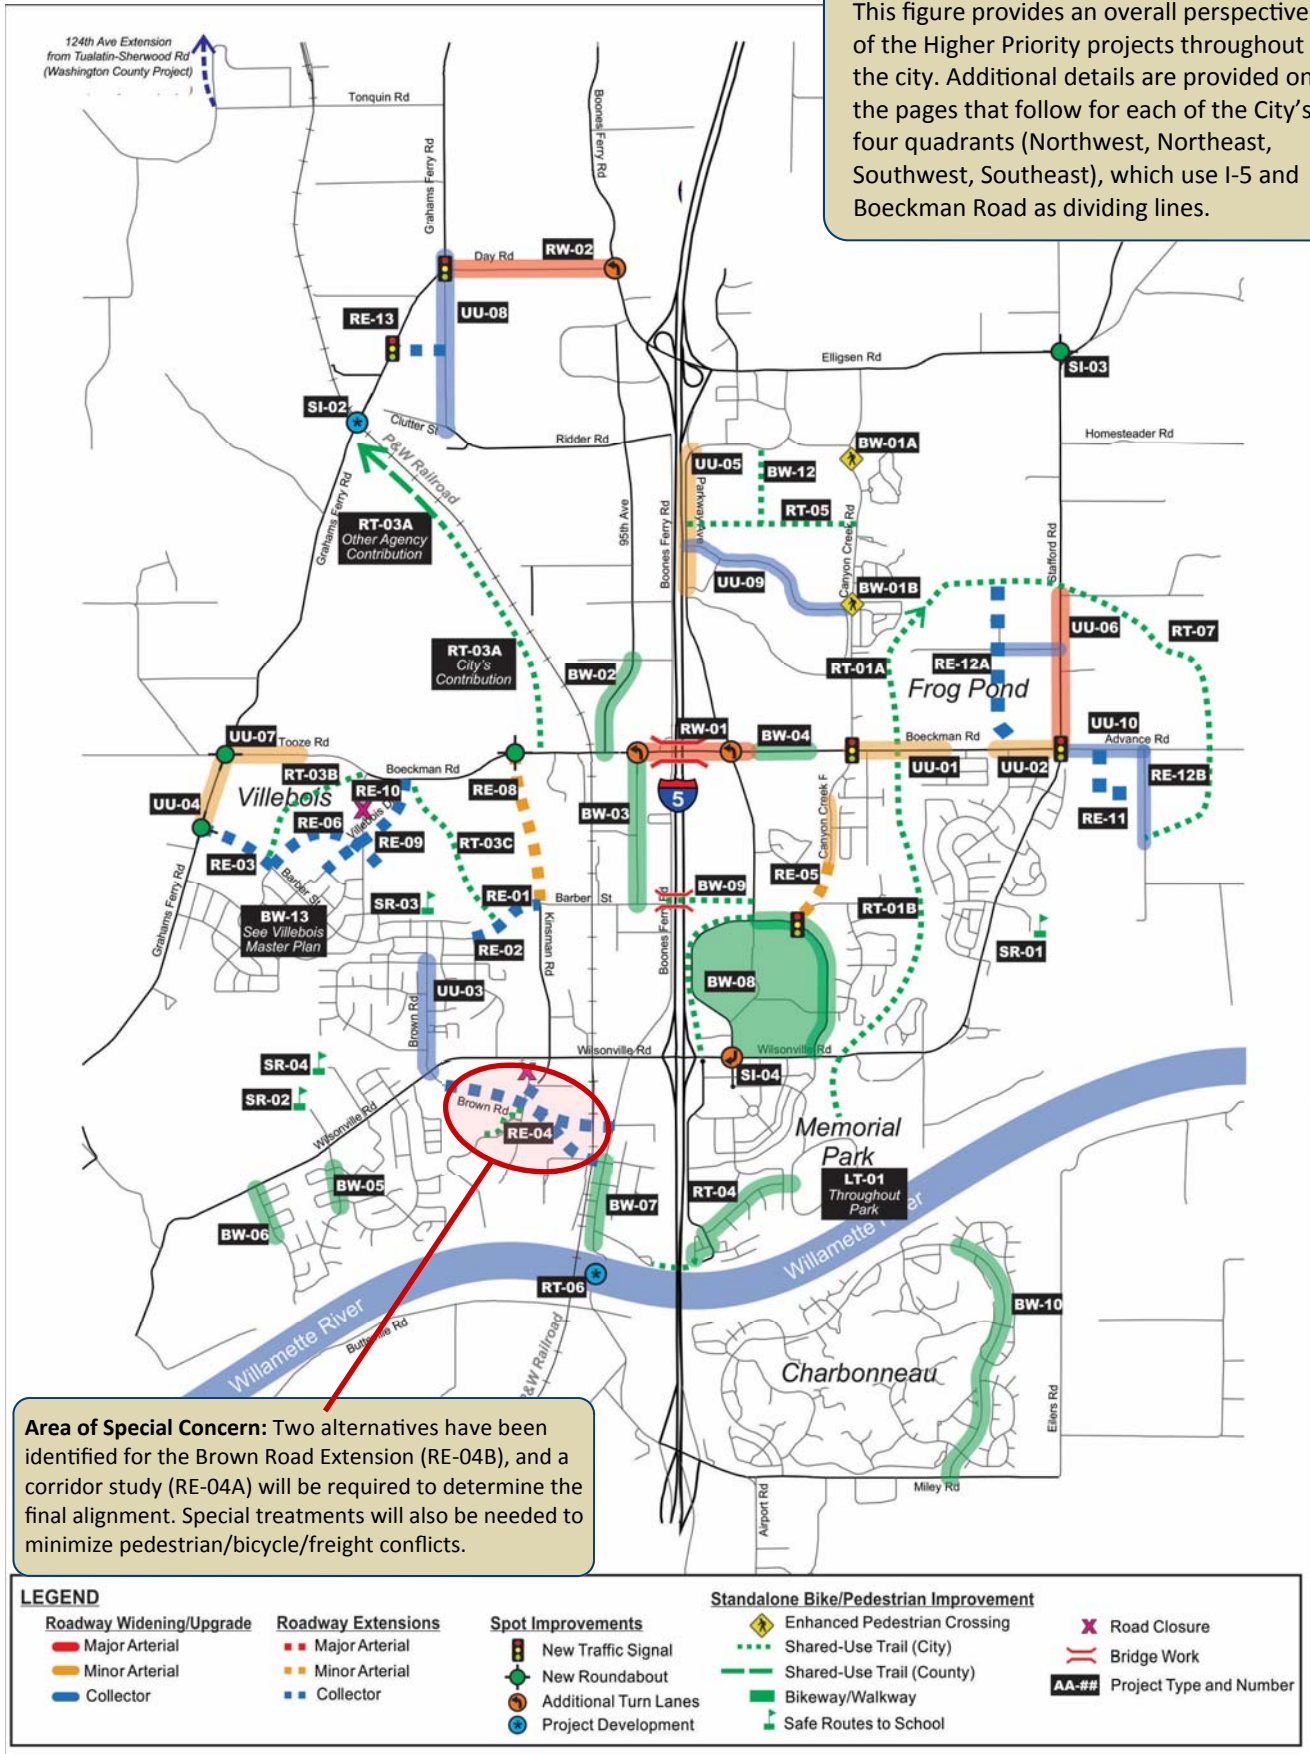 This figure provides an overall perspective
of the Higher Priority projects throughout
the city. Additional details are provided on
the pages that follow for each of the City's
four quadrants (Northwest, Northeast,
Southwest, Southeast), which use I-5 and
Boeckman Road as dividing lines.
124th Ave Extension
from Tualatin-Sherwood Rd
(Washington County Project)
Tonquin Rd
Grahams Ferry Rd
Boones Ferry Rd
Day Rd
RW-02
RE-13
UU-08
Elligsen Rd
SI-03
SI-02
Clutter St
P&W Railroad
Ridder Rd
Homesteader Rd
BW-01A
UU-05
BW-12
Parkway Ave
RT-05
Grahams Ferry Rd
RT-03A
Other Agency
Contribution
95th Ave
Boones Ferry Rd
Canyon Creek Rd
Stafford Rd
UU-09
BW-01B
UU-06
RT-07
RT-03A
City's
Contribution
BW-02
RT-01A
RE-12A
Frog Pond
UU-07
Tooze Rd
RW-01
BW-04
Boeckman Rd
UU-10
Advance Rd
Boeckman Rd
UU-01
UU-02
RE-12B
RT-03B
RE-10
RE-08
5
UU-04
Villebois
RE-06
Villebois D
BW-03
Canyon Creek F
RE-11
RE-09
RT-03C
RE-03
Barber St
RE-05
BW-09
RE-01
Barber St
SR-03
RT-01B
BW-13
See Villebois
Master Plan
Grahams Ferry Rd
RE-02
Kinsman Rd
Boones Ferry Rd
SR-01
UU-03
BW-08
Brown Rd
Wilsonville Rd
Wilsonville Rd
SR-04
SI-04
SR-02
Brown Rd
RE-04
Wilsonville Rd
Memorial
Park
LT-01
Throughout
Park
BW-05
BW-07
RT-04
BW-06
Willamette River
RT-06
BW-10
Willamette River
Butteville Rd
P&W Railroad
Charbonneau
Eilers Rd
Miley Rd
Airport Rd
Area of Special Concern: Two alternatives have been
identified for the Brown Road Extension (RE-04B), and a
corridor study (RE-04A) will be required to determine the
final alignment. Special treatments will also be needed to
minimize pedestrian/bicycle/freight conflicts.
LEGEND
Roadway Widening/Upgrade
Major Arterial
Minor Arterial
Collector
Roadway Extensions
Major Arterial
Minor Arterial
Collector
Spot Improvements
New Traffic Signal
New Roundabout
Additional Turn Lanes
Project Development
Standalone Bike/Pedestrian Improvement
Enhanced Pedestrian Crossing
Shared-Use Trail (City)
Shared-Use Trail (County)
Bikeway/Walkway
Safe Routes to School
X Road Closure
Bridge Work
AA-## Project Type and Number